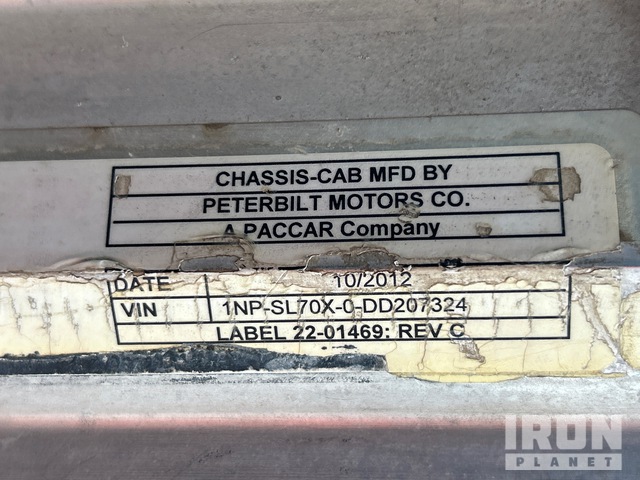 CHASSIS-CAB MFD BY
PETERBILT MOTORS CO.
A PACCAR Company
DATE 10/2012
VIN 1NP-SL70X-0-DD207324
LABEL 22-01469: REV C
IRON
PLANET